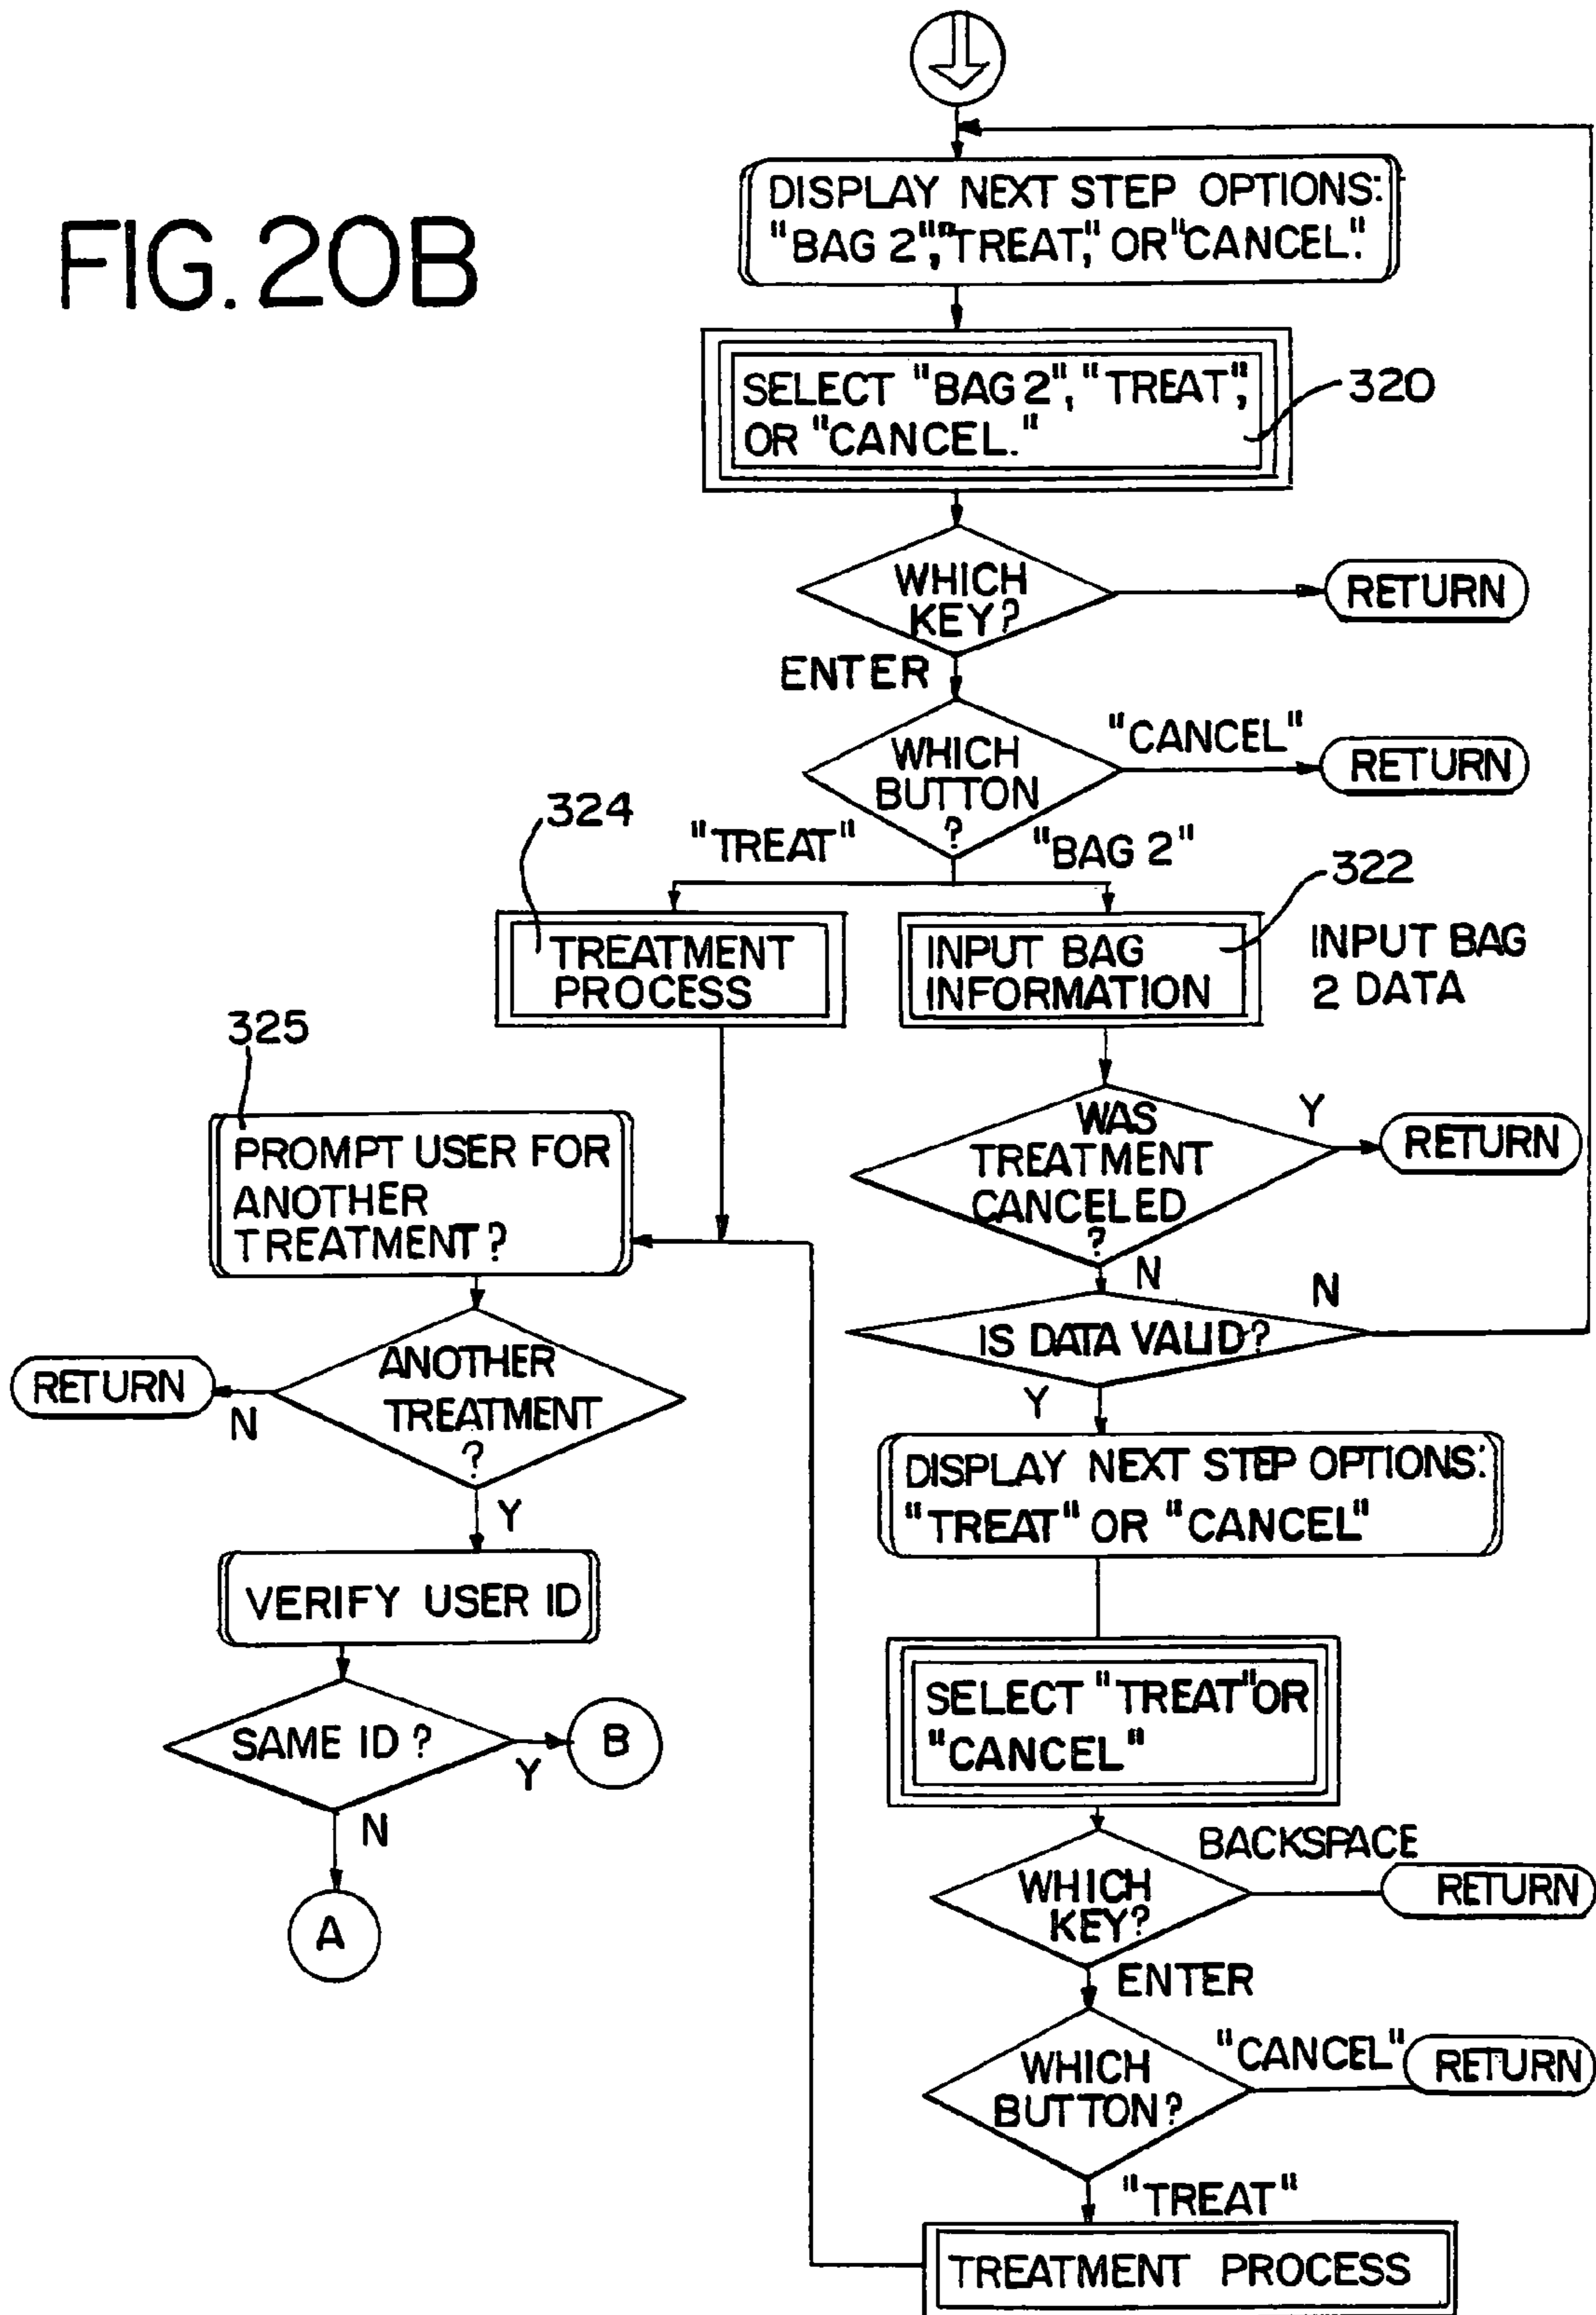 FIG. 20B
DISPLAY NEXT STEP OPTIONS:
"BAG 2","TREAT," OR "CANCEL."
SELECT "BAG 2", "TREAT",
OR "CANCEL."
320
WHICH
KEY?
RETURN
ENTER
WHICH
BUTTON
?
"CANCEL"
RETURN
"TREAT"
"BAG 2"
324
TREATMENT
PROCESS
322
INPUT BAG
INFORMATION
INPUT BAG
2 DATA
325
PROMPT USER FOR
ANOTHER
TREATMENT?
WAS
TREATMENT
CANCELED
?
Y
RETURN
N
IS DATA VALID?
N
Y
ANOTHER
TREATMENT
?
RETURN
N
Y
VERIFY USER ID
SAME ID?
Y
B
N
A
DISPLAY NEXT STEP OPTIONS:
"TREAT" OR "CANCEL"
SELECT "TREAT" OR
"CANCEL"
WHICH
KEY?
BACKSPACE
RETURN
ENTER
WHICH
BUTTON?
"CANCEL"
RETURN
"TREAT"
TREATMENT PROCESS